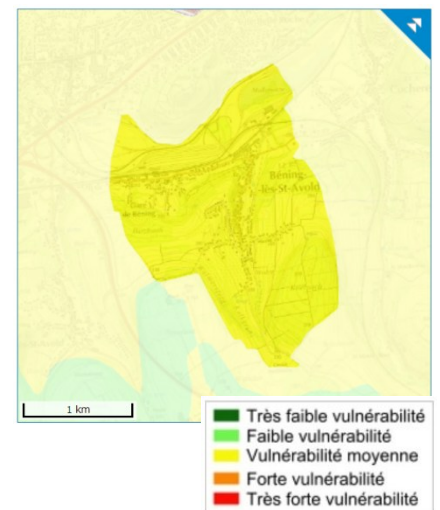 Béning
lès-St-Avold
1 km
Très faible vulnérabilité
Faible vulnérabilité
Vulnérabilité moyenne
Forte vulnérabilité
Très forte vulnérabilité